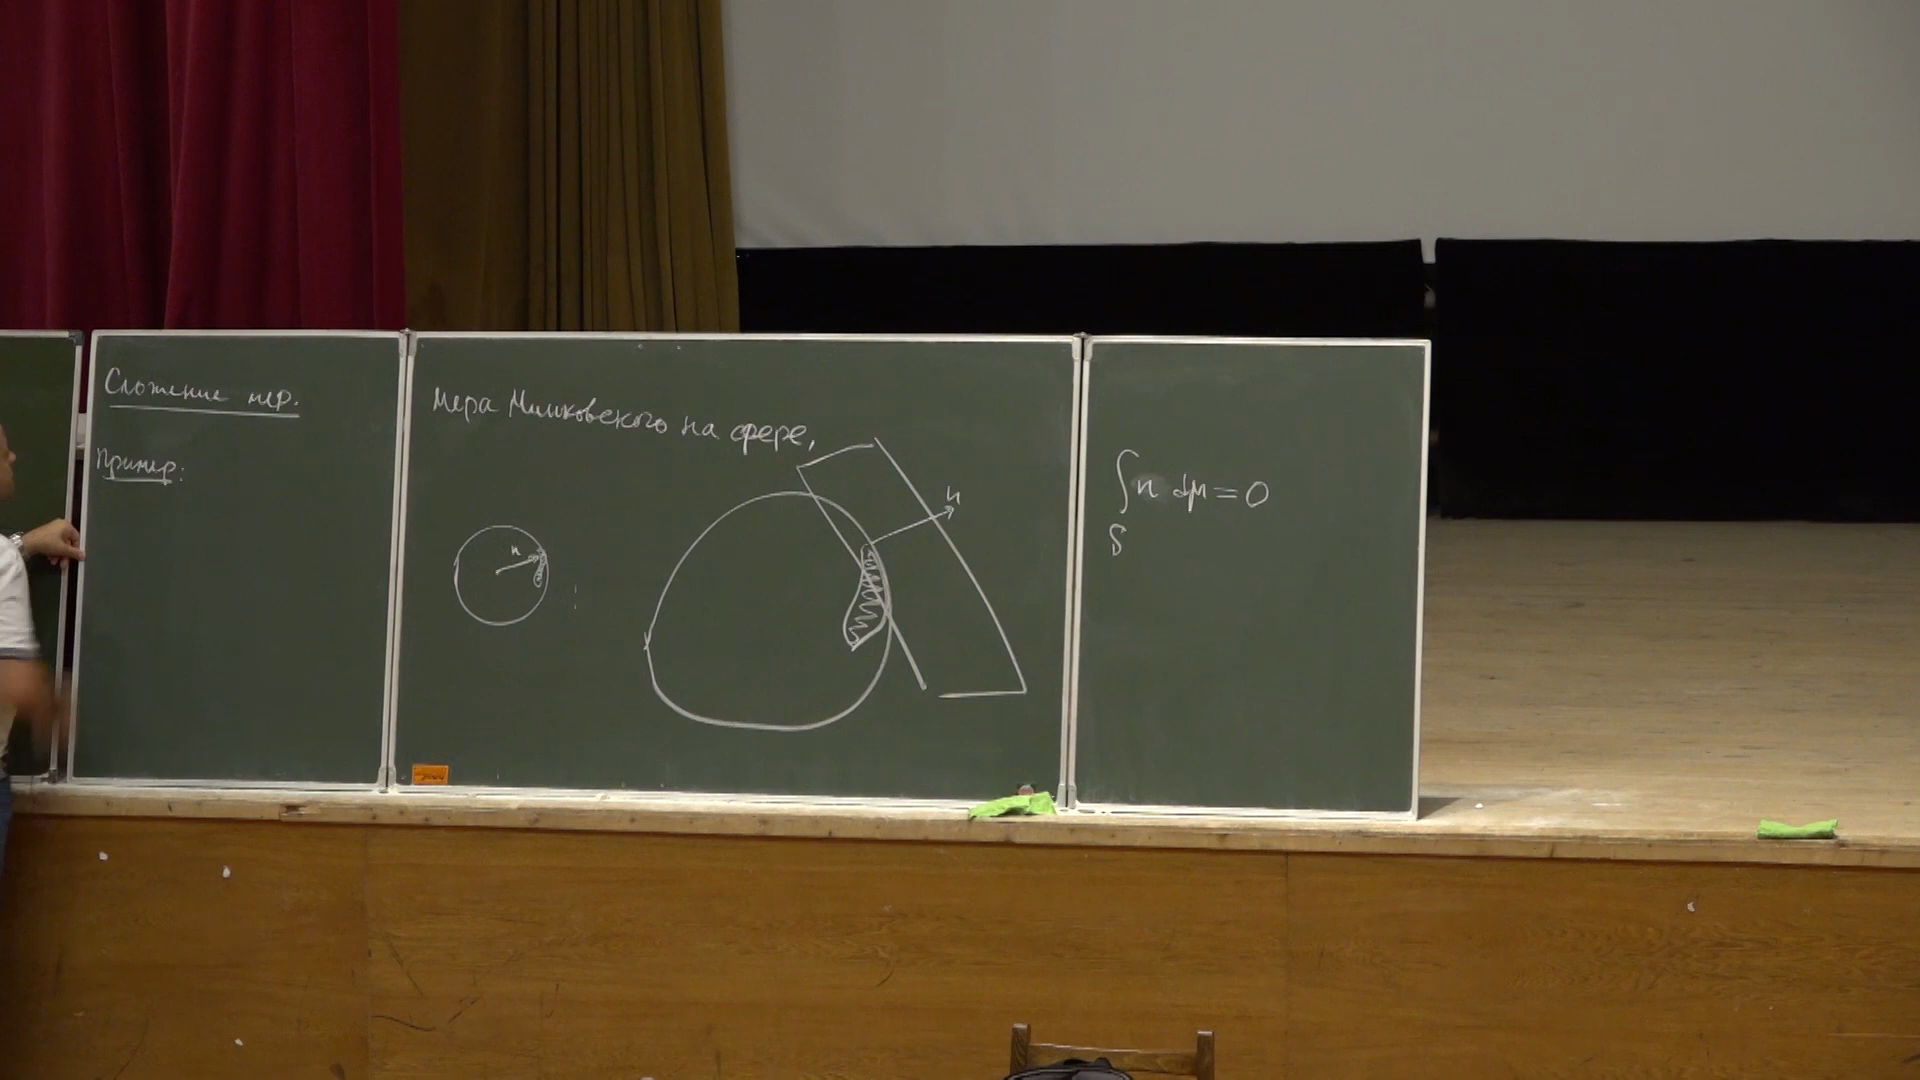 Сложение мер.
Пример:
Мера Минковского на сфере,
n
n
∫n dμ = 0
S